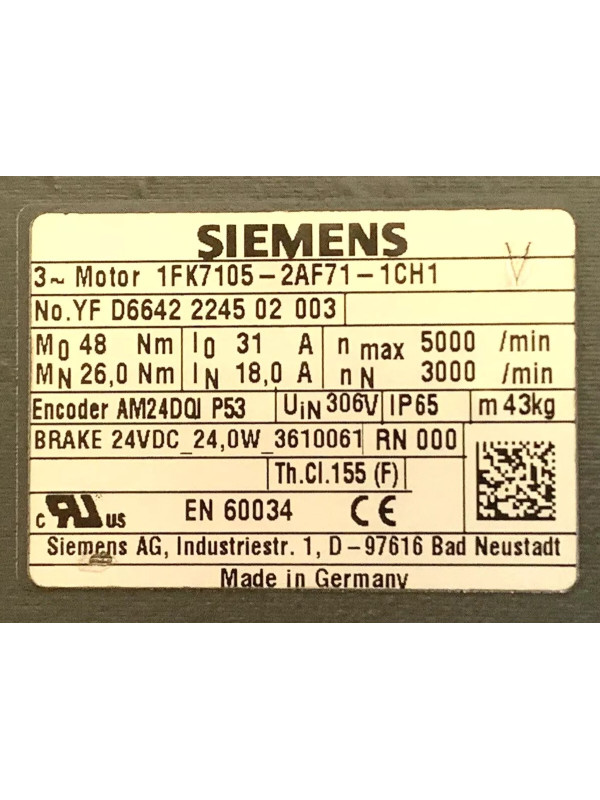 SIEMENS
3~ Motor 1FK7105-2AF71-1CH1
V
No.YF D6642 2245 02 003
M0 48 Nm I0 31 A n max 5000 /min
MN 26,0 Nm IN 18,0 A n N 3000 /min
Encoder AM24DQI P53 UIN 306V IP65 m 43kg
BRAKE 24VDC_24,0W_3610061 RN 000
Th.Cl.155 (F)
c RU us EN 60034 CE
Siemens AG, Industriestr. 1, D-97616 Bad Neustadt
Made in Germany